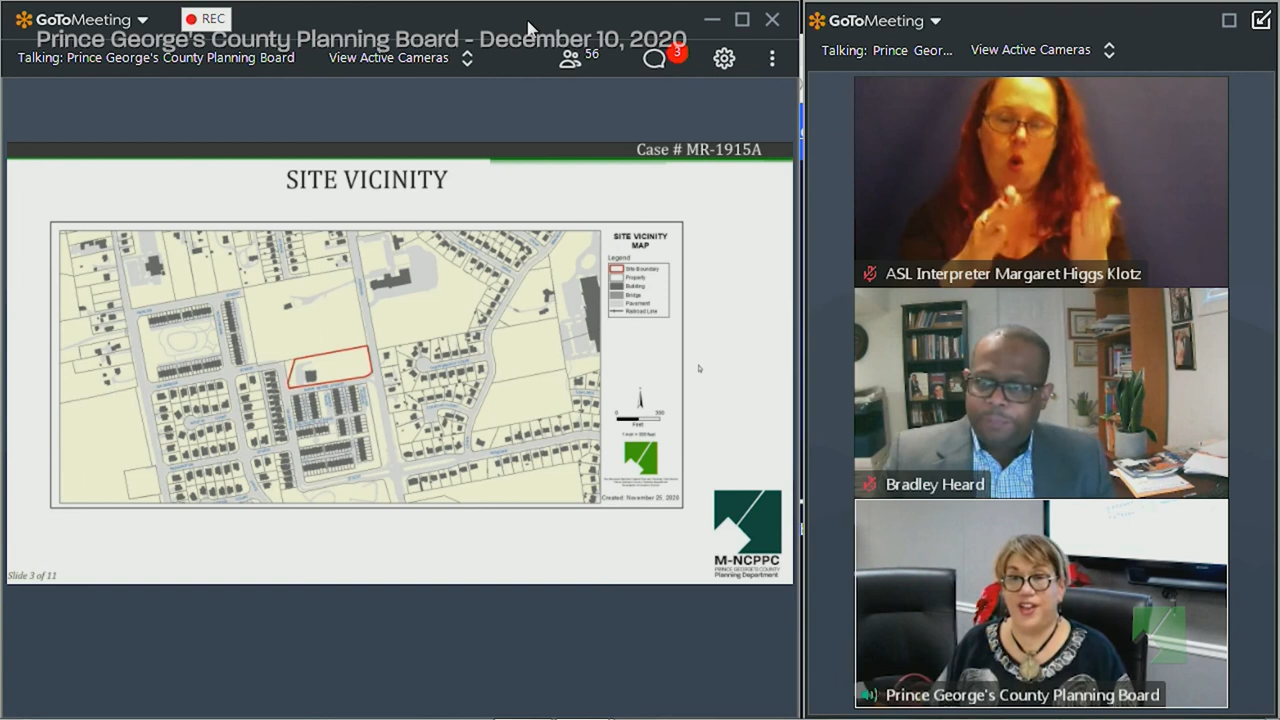 GoToMeeting
REC
Prince George's County Planning Board - December 10, 2020
Talking: Prince George's County Planning Board
View Active Cameras
56
3
Case # MR-1915A
SITE VICINITY
SITE VICINITY
MAP
Legend
Site Boundary
Property
Building
Bridge
Pavement
Railroad Line
Feet
Created: November 25, 2020
M-NCPPC
PRINCE GEORGE'S COUNTY
Planning Department
Slide 3 of 11
GoToMeeting
Talking: Prince Geor...
View Active Cameras
ASL Interpreter Margaret Higgs Klotz
Bradley Heard
Prince George's County Planning Board